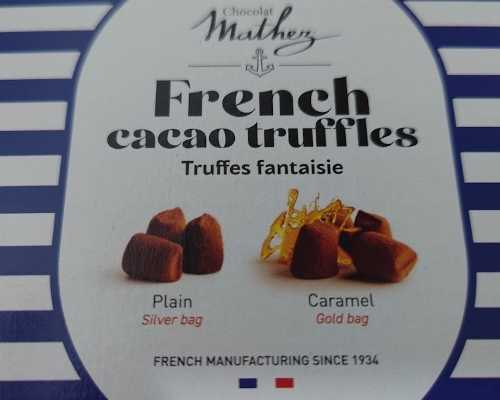 Chocolat
Mathez
French
cacao truffles
Truffes fantaisie
Plain
Silver bag
Caramel
Gold bag
FRENCH MANUFACTURING SINCE 1934